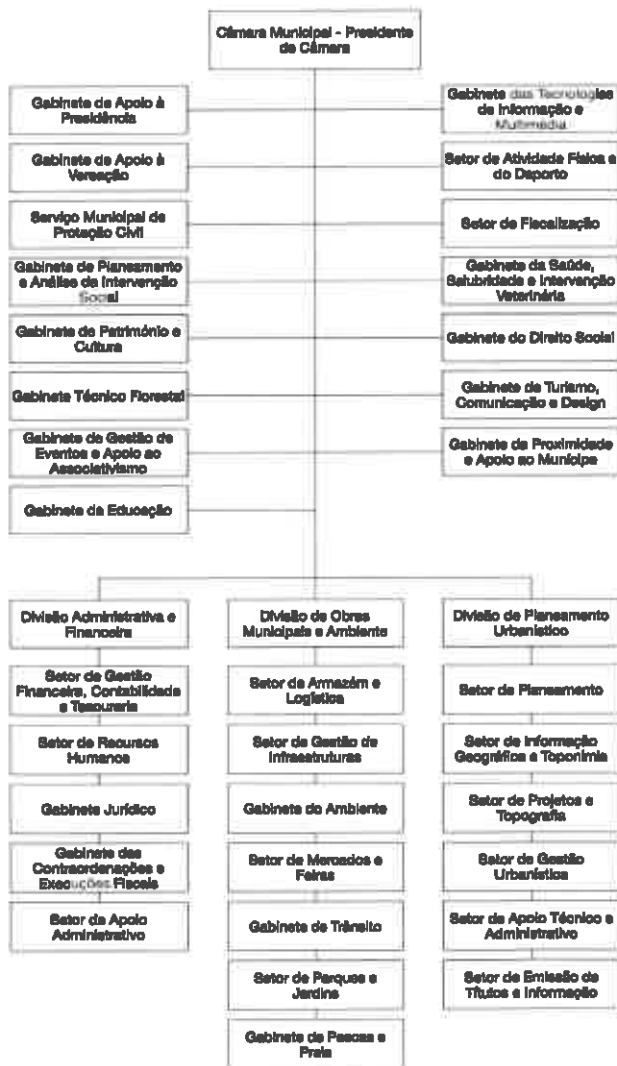 Câmara Municipal - Presidente
de Câmara
Gabinete de Apoio à
Presidência
Gabinete das Tecnologias
de Informação e
Multimédia
Gabinete de Apoio à
Vereação
Setor de Atividade Física e
do Deporto
Serviço Municipal de
Proteção Civil
Setor de Fiscalização
Gabinete de Planeamento
e Análise da Intervenção
Social
Gabinete da Saúde,
Salubridade e Intervenção
Veterinária
Gabinete de Património e
Cultura
Gabinete do Direito Social
Gabinete Técnico Florestal
Gabinete de Turismo,
Comunicação e Design
Gabinete de Gestão de
Eventos e Apoio ao
Associativismo
Gabinete da Proximidade
e Apoio ao Munícipe
Gabinete da Educação
Divisão Administrativa e
Financeira
Divisão de Obras
Municipais e Ambiente
Divisão de Planeamento
Urbanístico
Setor de Gestão
Financeira, Contabilidade
e Tesouraria
Setor de Armazém e
Logística
Setor de Planeamento
Setor de Recursos
Humanos
Setor de Gestão de
Infraestruturas
Setor de Informação
Geográfica e Toponímia
Gabinete Jurídico
Gabinete do Ambiente
Setor de Projetos e
Topografia
Gabinete das
Contraordenações e
Execuções Fiscais
Setor de Mercados e
Feiras
Setor de Gestão
Urbanística
Setor de Apoio
Administrativo
Gabinete de Trânsito
Setor de Apoio Técnico e
Administrativo
Setor de Parques e
Jardins
Setor de Emissão de
Títulos e Informação
Gabinete de Pescas e
Praia